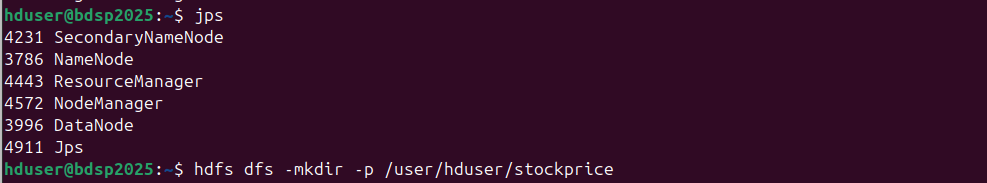 hduser@bdsp2025:~$ jps
4231 SecondaryNameNode
3786 NameNode
4443 ResourceManager
4572 NodeManager
3996 DataNode
4911 Jps
hduser@bdsp2025:~$ hdfs dfs -mkdir -p /user/hduser/stockprice